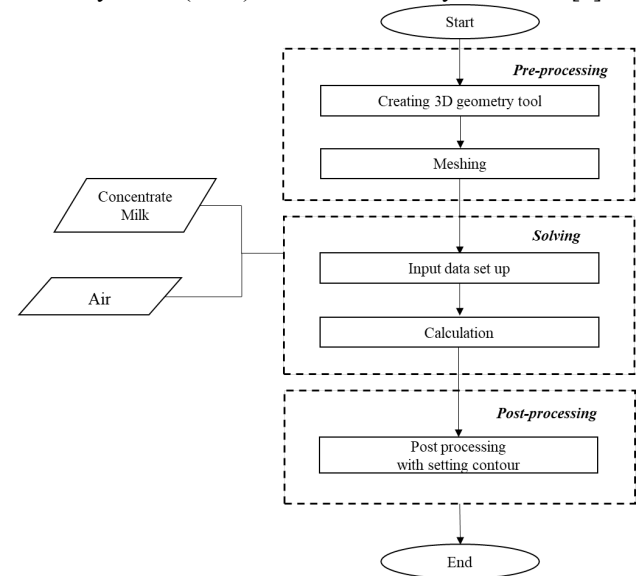 Start
Pre-processing
Creating 3D geometry tool
Meshing
Concentrate
Milk
Air
Solving
Input data set up
Calculation
Post-processing
Post processing
with setting contour
End